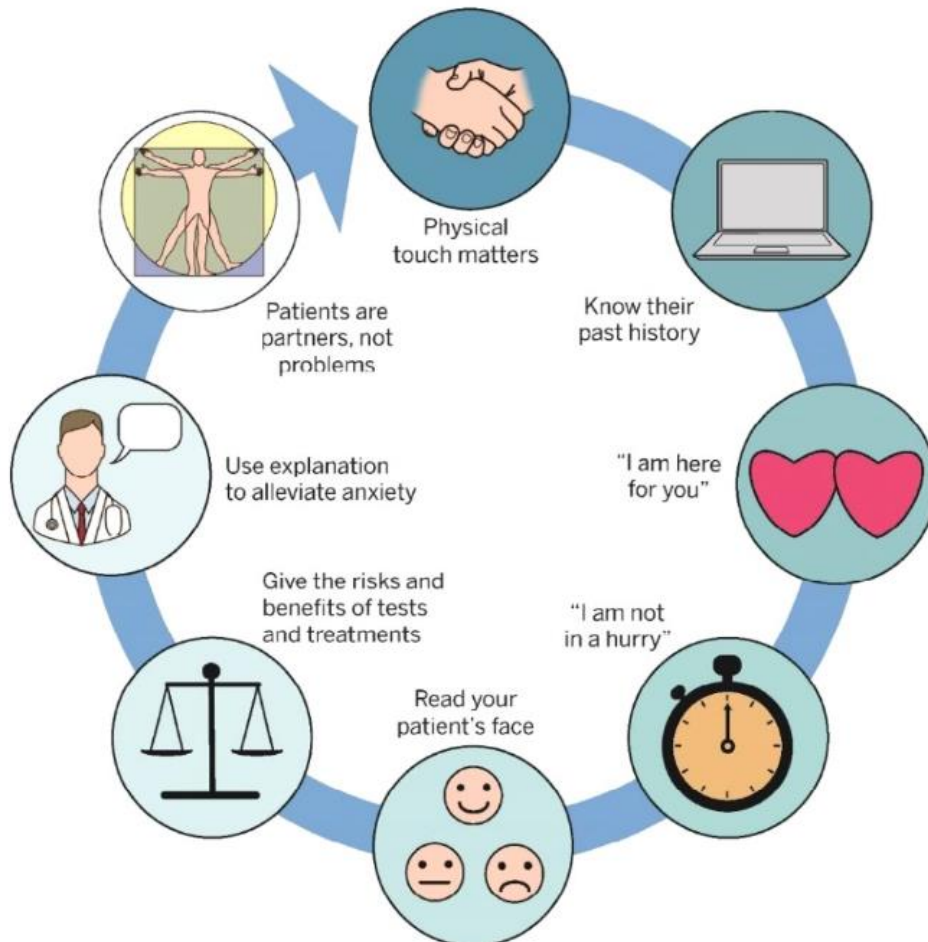 Physical
touch matters
Know their
past history
“I am here
for you”
“I am not
in a hurry”
Read your
patient’s face
Give the risks and
benefits of tests
and treatments
Use explanation
to alleviate anxiety
Patients are
partners, not
problems